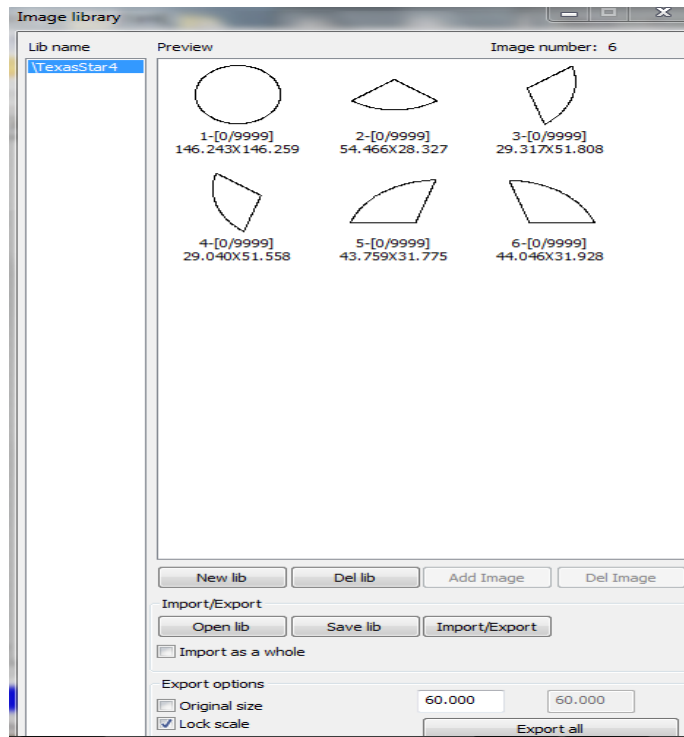 Image library
Lib name
Preview
Image number: 6
\TexasStar4
1-[0/9999]
146.243X146.259
2-[0/9999]
54.466X28.327
3-[0/9999]
29.317X51.808
4-[0/9999]
29.040X51.558
5-[0/9999]
43.759X31.775
6-[0/9999]
44.046X31.928
New lib
Del lib
Add Image
Del Image
Import/Export
Open lib
Save lib
Import/Export
Import as a whole
Export options
Original size
60.000
60.000
Lock scale
Export all